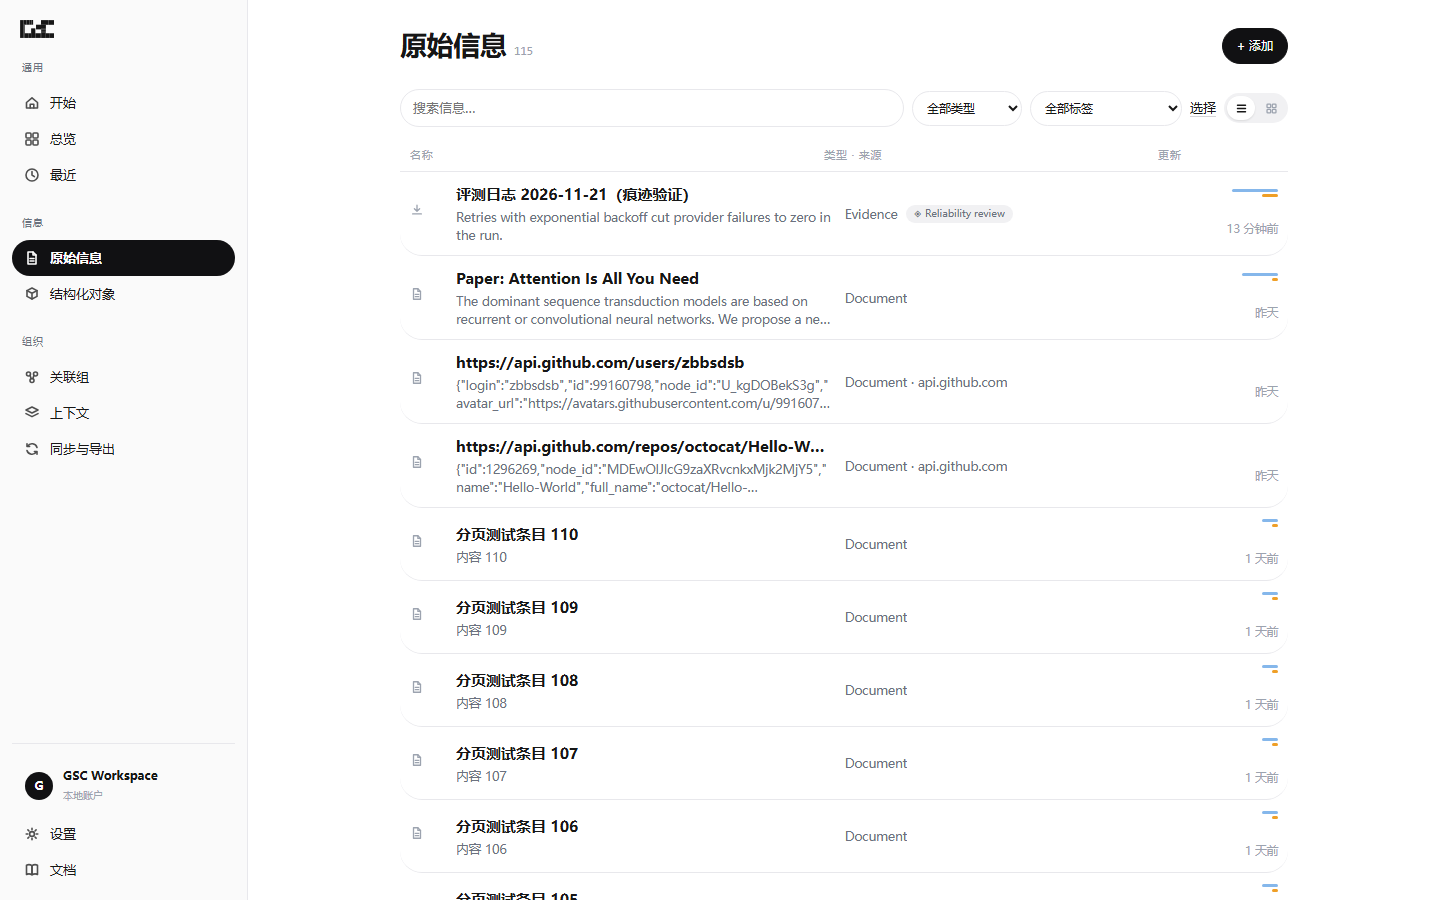 GSC
通用
开始
总览
最近
信息
原始信息
结构化对象
组织
关联组
上下文
同步与导出
G
GSC Workspace
本地账户
设置
文档
原始信息 115
+ 添加
搜索信息...
全部类型
全部标签
选择
名称
类型 · 来源
更新
评测日志 2026-11-21（痕迹验证）
Retries with exponential backoff cut provider failures to zero in
the run.
Evidence
Reliability review
13 分钟前
Paper: Attention Is All You Need
The dominant sequence transduction models are based on
recurrent or convolutional neural networks. We propose a ne...
Document
昨天
https://api.github.com/users/zbbsdsb
{"login":"zbbsdsb","id":99160798,"node_id":"U_kgDOBekS3g","
avatar_url":"https://avatars.githubusercontent.com/u/991607...
Document · api.github.com
昨天
https://api.github.com/repos/octocat/Hello-W...
{"id":1296269,"node_id":"MDEwOlJlcG9zaXRvcnkxMjk2MjY5","
name":"Hello-World","full_name":"octocat/Hello-...
Document · api.github.com
昨天
分页测试条目 110
内容 110
Document
1 天前
分页测试条目 109
内容 109
Document
1 天前
分页测试条目 108
内容 108
Document
1 天前
分页测试条目 107
内容 107
Document
1 天前
分页测试条目 106
内容 106
Document
1 天前
分页测试条目 105